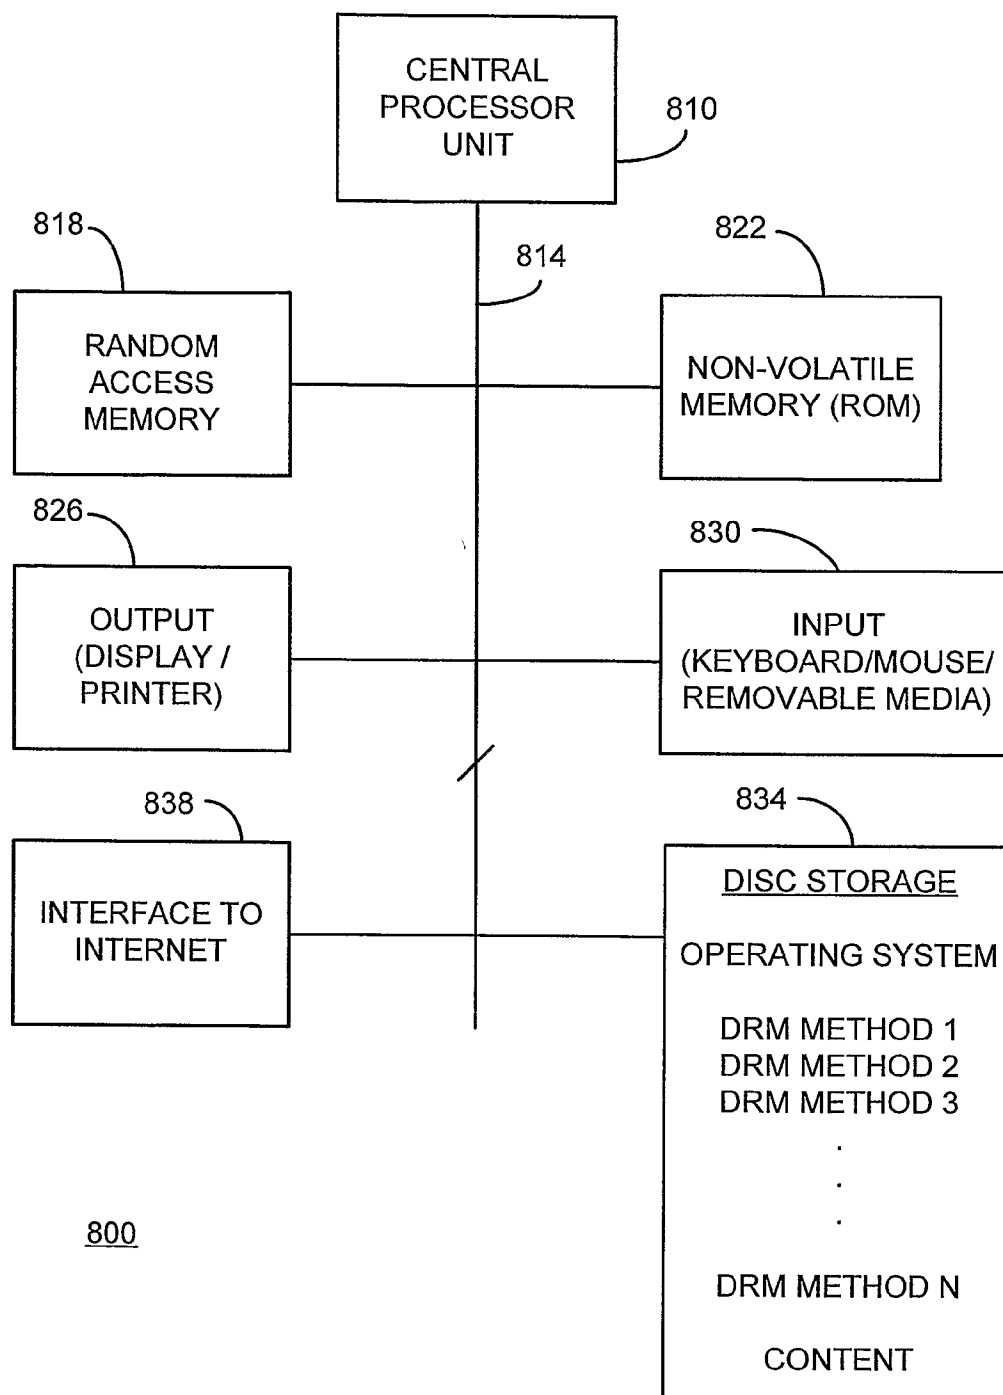 CENTRAL
PROCESSOR
UNIT
810
818
814
822
RANDOM
ACCESS
MEMORY
NON-VOLATILE
MEMORY (ROM)
826
830
OUTPUT
(DISPLAY /
PRINTER)
INPUT
(KEYBOARD/MOUSE/
REMOVABLE MEDIA)
838
834
INTERFACE TO
INTERNET
DISC STORAGE
OPERATING SYSTEM
DRM METHOD 1
DRM METHOD 2
DRM METHOD 3
.
.
.
DRM METHOD N
CONTENT
800